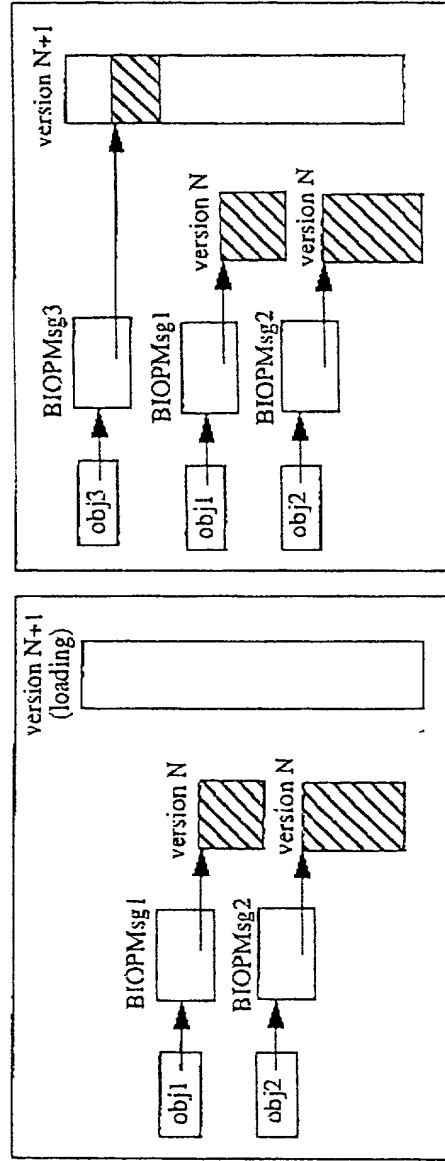 version N+1
(loading)
BIOPMsg1
version N
obj1
BIOPMsg2
version N
obj2
version N+1
BIOPMsg3
obj3
BIOPMsg1
version N
obj1
BIOPMsg2
version N
obj2